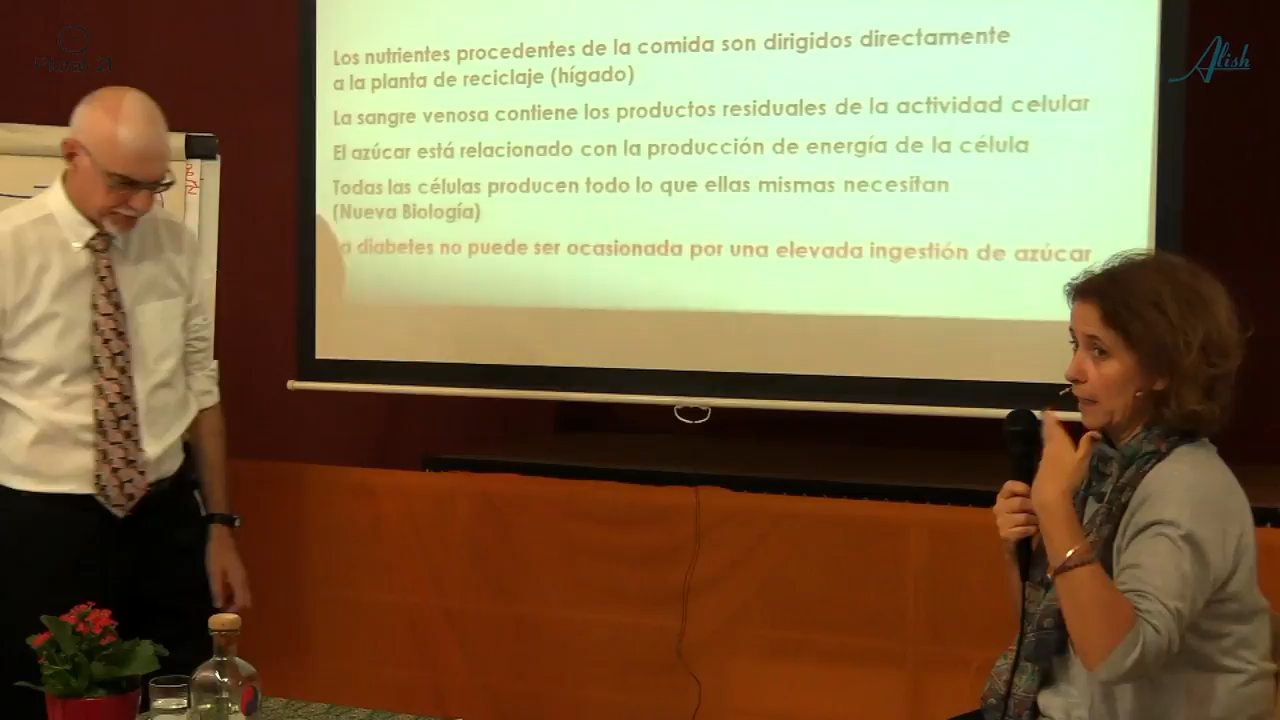 Los nutrientes procedentes de la comida son dirigidos directamente
a la planta de reciclaje (hígado)
La sangre venosa contiene los productos residuales de la actividad celular
El azúcar está relacionado con la producción de energía de la célula
Todas las células producen todo lo que ellas mismas necesitan
(Nueva Biología)
a diabetes no puede ser ocasionada por una elevada ingestión de azúcar
Alish